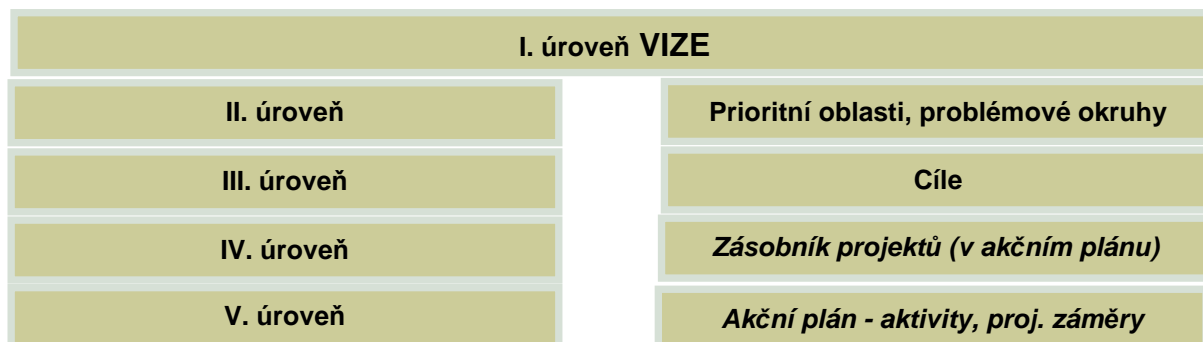 I. úroveň VIZE
II. úroveň
Prioritní oblasti, problémové okruhy
III. úroveň
Cíle
IV. úroveň
Zásobník projektů (v akčním plánu)
V. úroveň
Akční plán - aktivity, proj. záměry